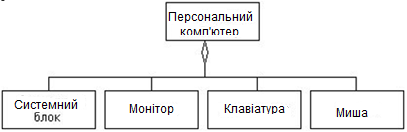 Персональний
комп'ютер
Системний
блок
Монітор
Клавіатура
Миша